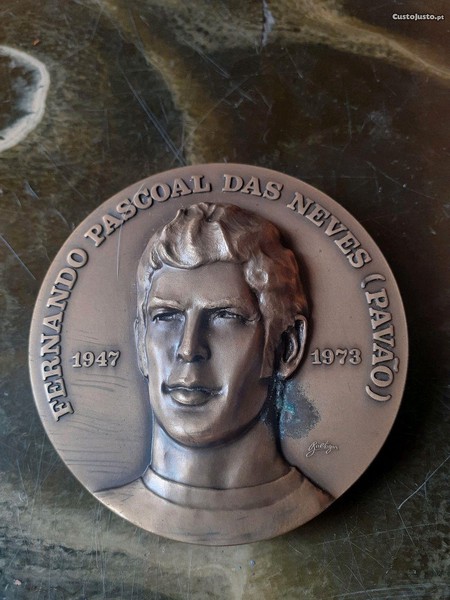 CustoJusto.pt
FERNANDO PASCOAL DAS NEVES (PAVÃO)
1947
1973